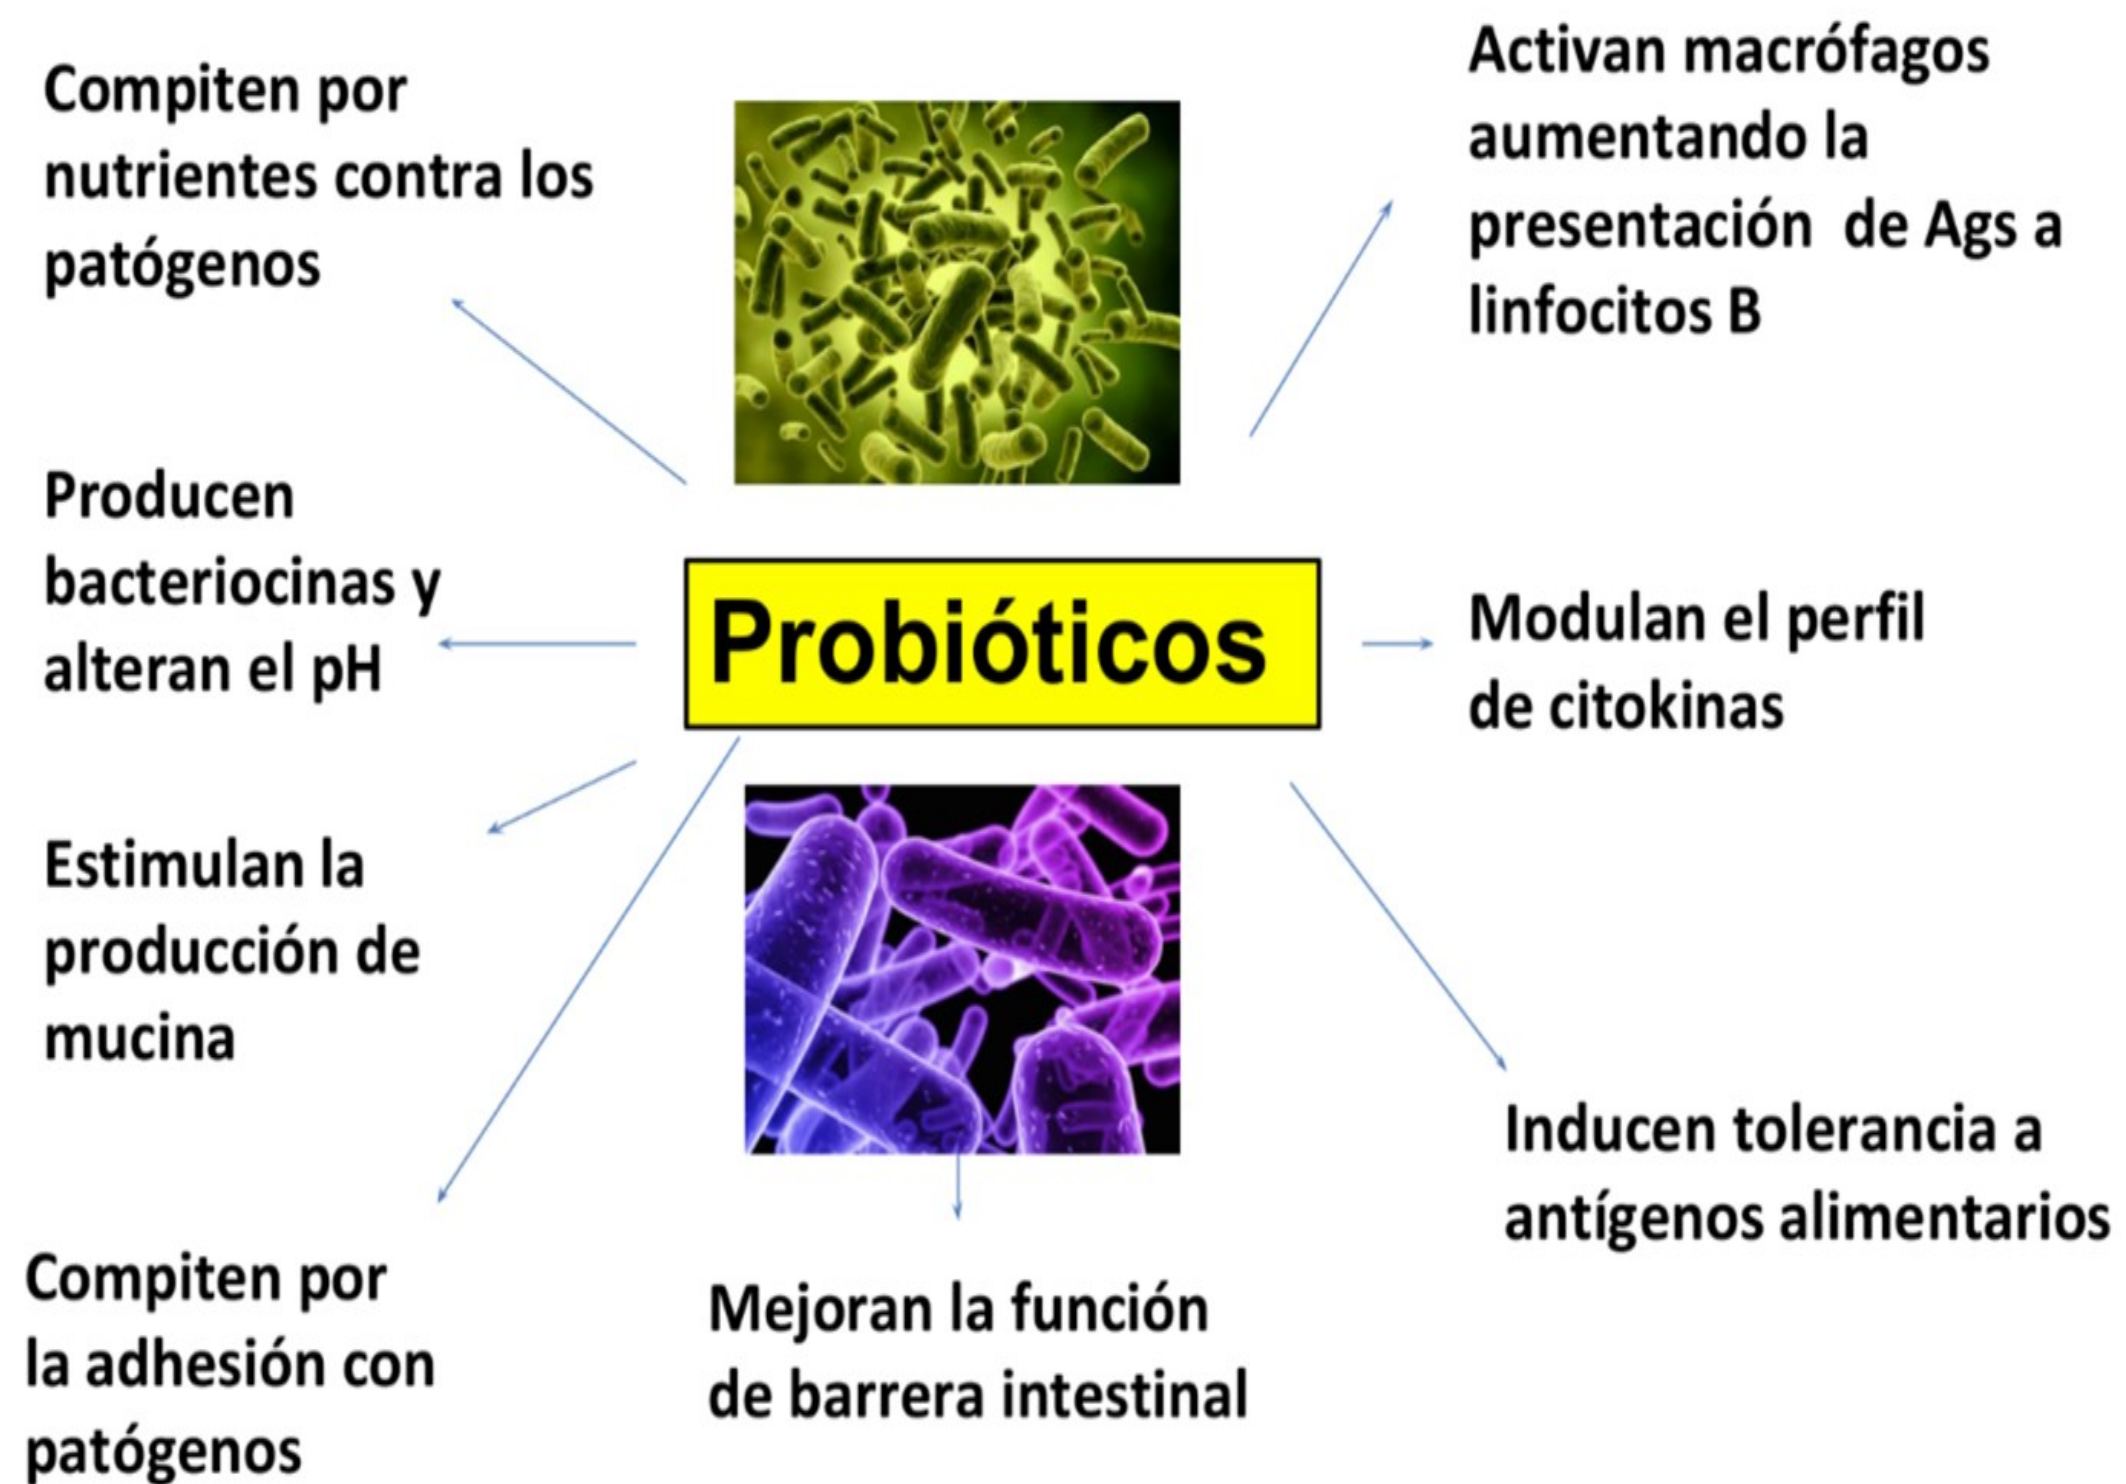 Compiten por
nutrientes contra los
patógenos
Activan macrófagos
aumentando la
presentación de Ags a
linfocitos B
Producen
bacteriocinas y
alteran el pH
Probióticos
Modulan el perfil
de citokinas
Estimulan la
producción de
mucina
Inducen tolerancia a
antígenos alimentarios
Compiten por
la adhesión con
patógenos
Mejoran la función
de barrera intestinal